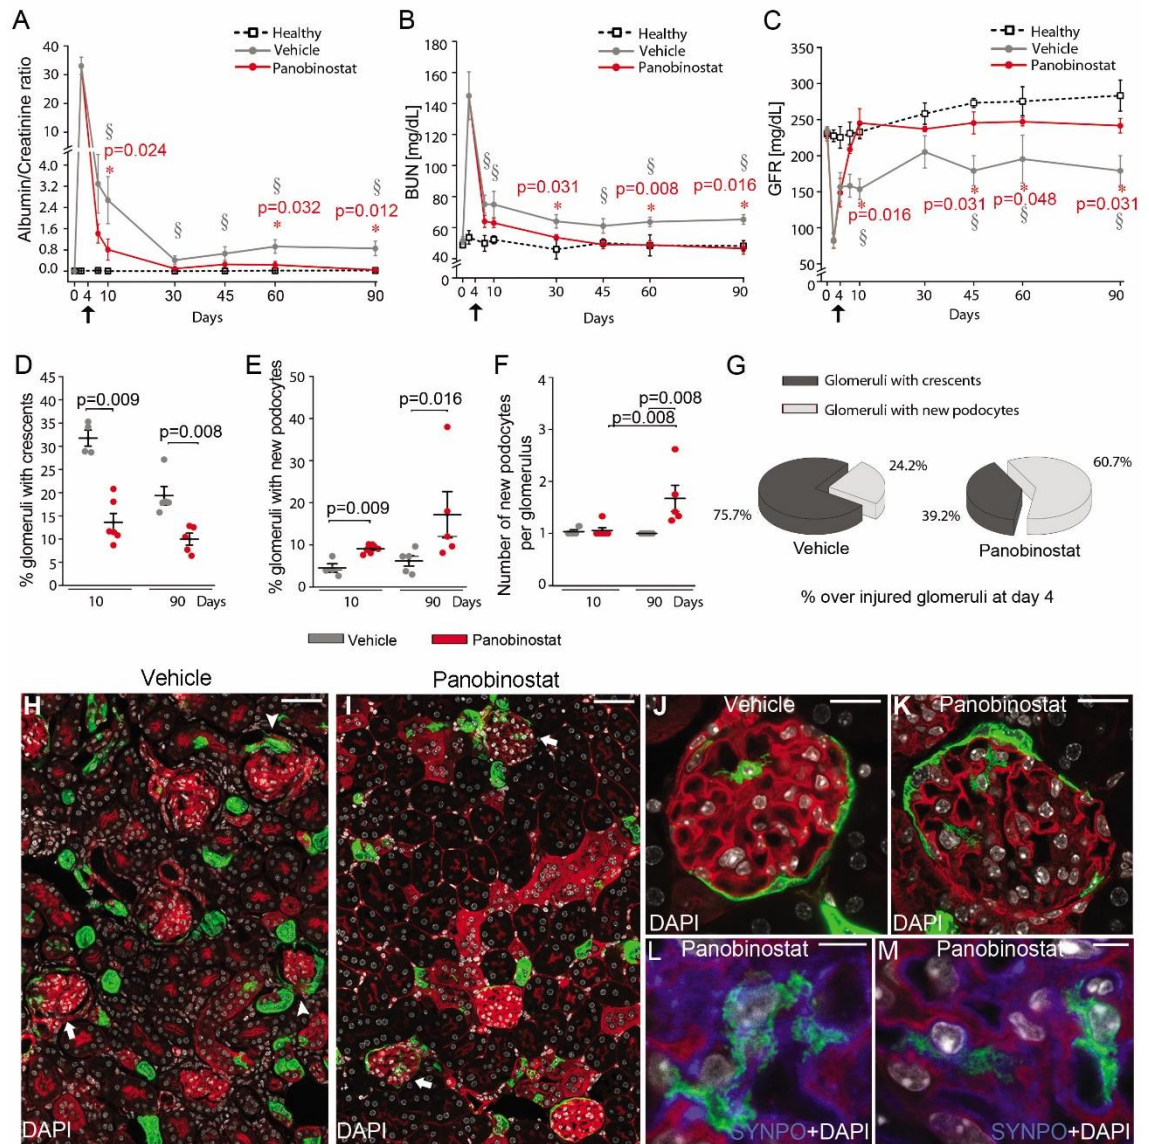 A
Healthy
Vehicle
Panobinostat
Albumin/Creatinine ratio
40
30
20
10
4.0
3.2
2.4
1.6
0.8
0.0
§
p=0.024
*
§
§
§
p=0.032
*
§
p=0.012
*
0 4 10 30 45 60 90
Days
B
Healthy
Vehicle
Panobinostat
BUN [mg/dL]
180
160
140
120
100
80
60
40
0
§ §
p=0.031
*
§
§
p=0.008
*
§
p=0.016
*
0 10 30 45 60 90
Days
C
Healthy
Vehicle
Panobinostat
GFR [mg/dL]
350
300
250
200
150
100
50
0
*
p=0.016
§
*
p=0.031
§
*
p=0.048
§
*
p=0.031
§
0 4 10 30 45 60 90
Days
D
% glomeruli with crescents
45
40
35
30
25
20
15
10
5
0
p=0.009
p=0.008
10 90 Days
E
% glomeruli with new podocytes
50
40
30
20
10
0
p=0.009
p=0.016
10 90 Days
F
Number of new podocytes
per glomerulus
4
3
2
1
0
p=0.008
p=0.008
10 90 Days
G
Glomeruli with crescents
Glomeruli with new podocytes
24.2%
75.7%
Vehicle
60.7%
39.2%
Panobinostat
% over injured glomeruli at day 4
Vehicle Panobinostat
Vehicle
Panobinostat
H
DAPI
I
DAPI
J Vehicle
DAPI
K Panobinostat
DAPI
L Panobinostat
SYNPO+DAPI
M Panobinostat
SYNPO+DAPI